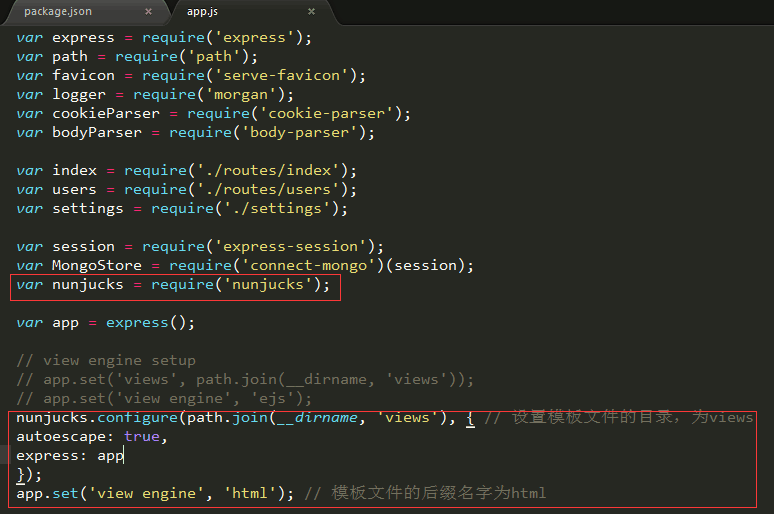 package.json × app.js ×
var express = require('express');
var path = require('path');
var favicon = require('serve-favicon');
var logger = require('morgan');
var cookieParser = require('cookie-parser');
var bodyParser = require('body-parser');
var index = require('./routes/index');
var users = require('./routes/users');
var settings = require('./settings');
var session = require('express-session');
var MongoStore = require('connect-mongo')(session);
var nunjucks = require('nunjucks');
var app = express();
// view engine setup
// app.set('views', path.join(__dirname, 'views'));
// app.set('view engine', 'ejs');
nunjucks.configure(path.join(__dirname, 'views'), { // 设置模板文件的目录，为views
autoescape: true,
express: app
});
app.set('view engine', 'html'); // 模板文件的后缀名字为html